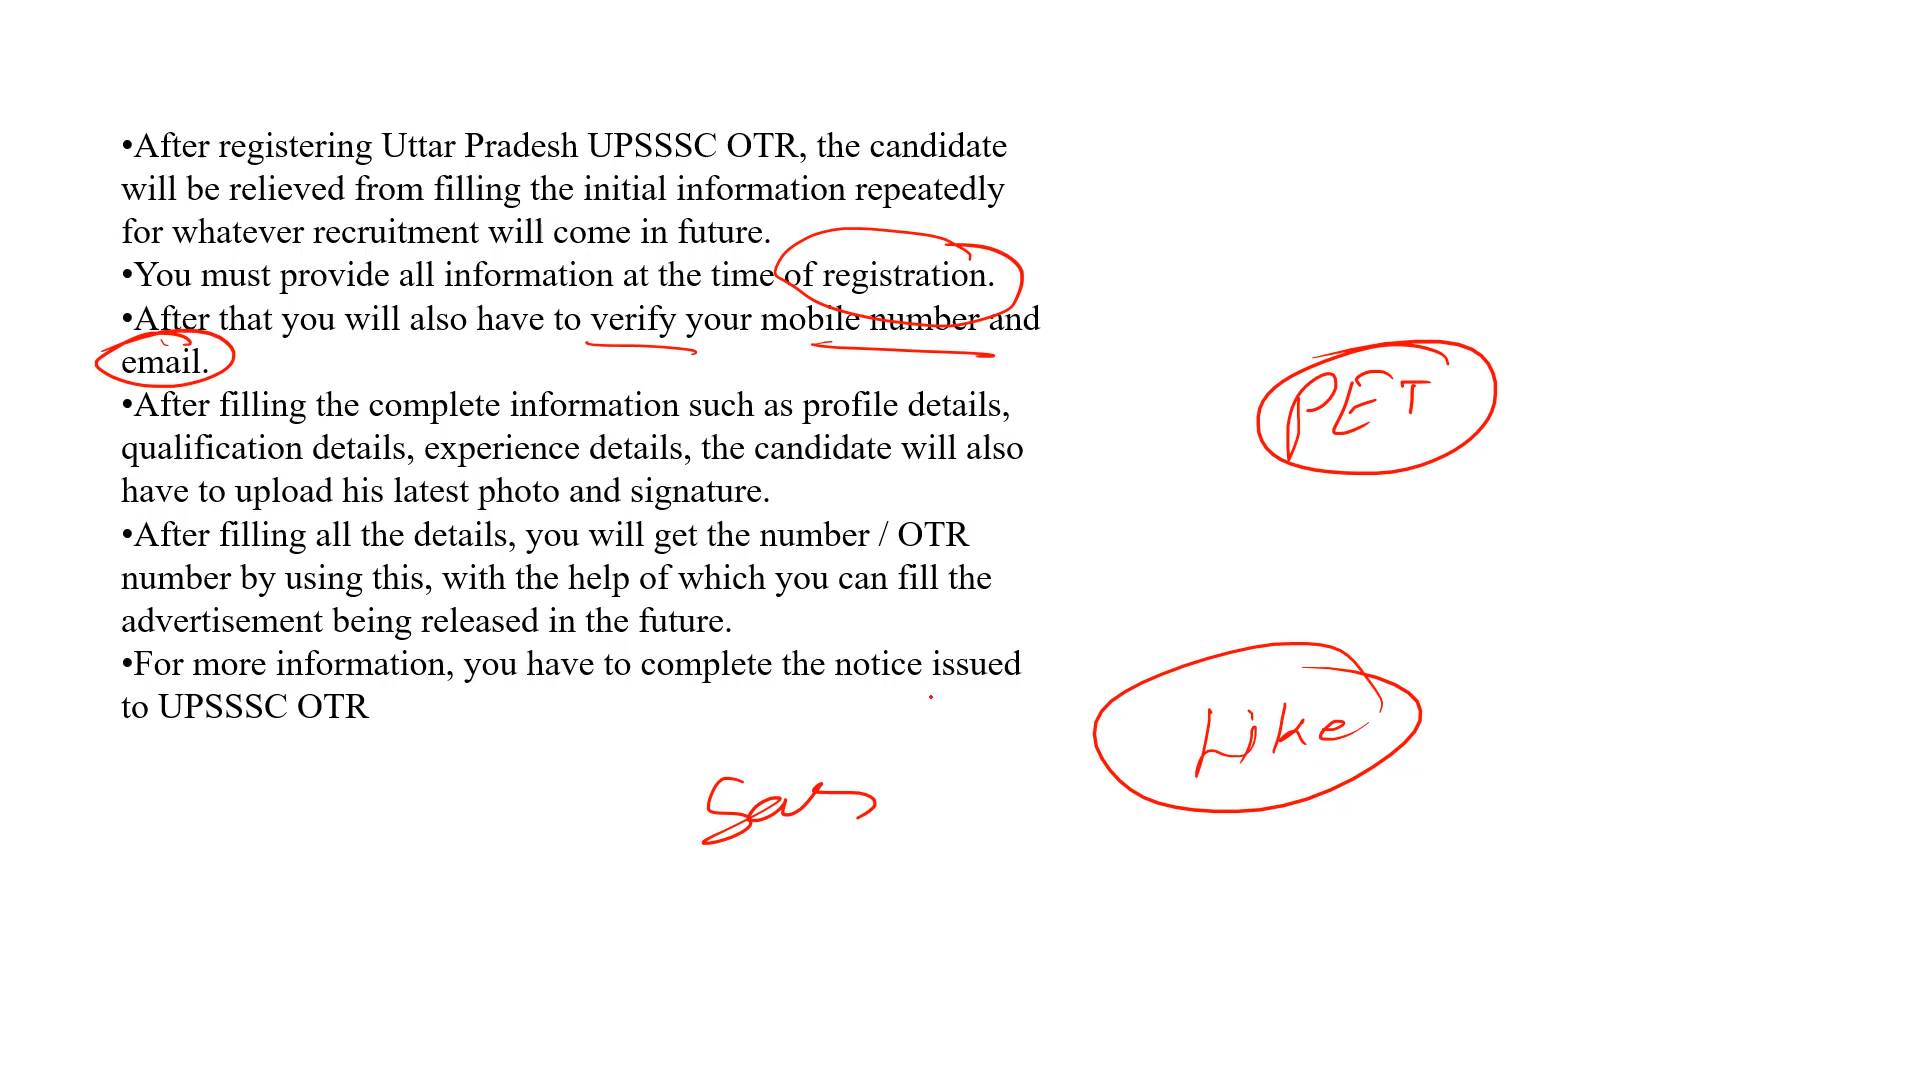 •After registering Uttar Pradesh UPSSSC OTR, the candidate
will be relieved from filling the initial information repeatedly
for whatever recruitment will come in future.
•You must provide all information at the time of registration.
•After that you will also have to verify your mobile number and
email.
•After filling the complete information such as profile details,
qualification details, experience details, the candidate will also
have to upload his latest photo and signature.
•After filling all the details, you will get the number / OTR
number by using this, with the help of which you can fill the
advertisement being released in the future.
•For more information, you have to complete the notice issued
to UPSSSC OTR
PET
Like